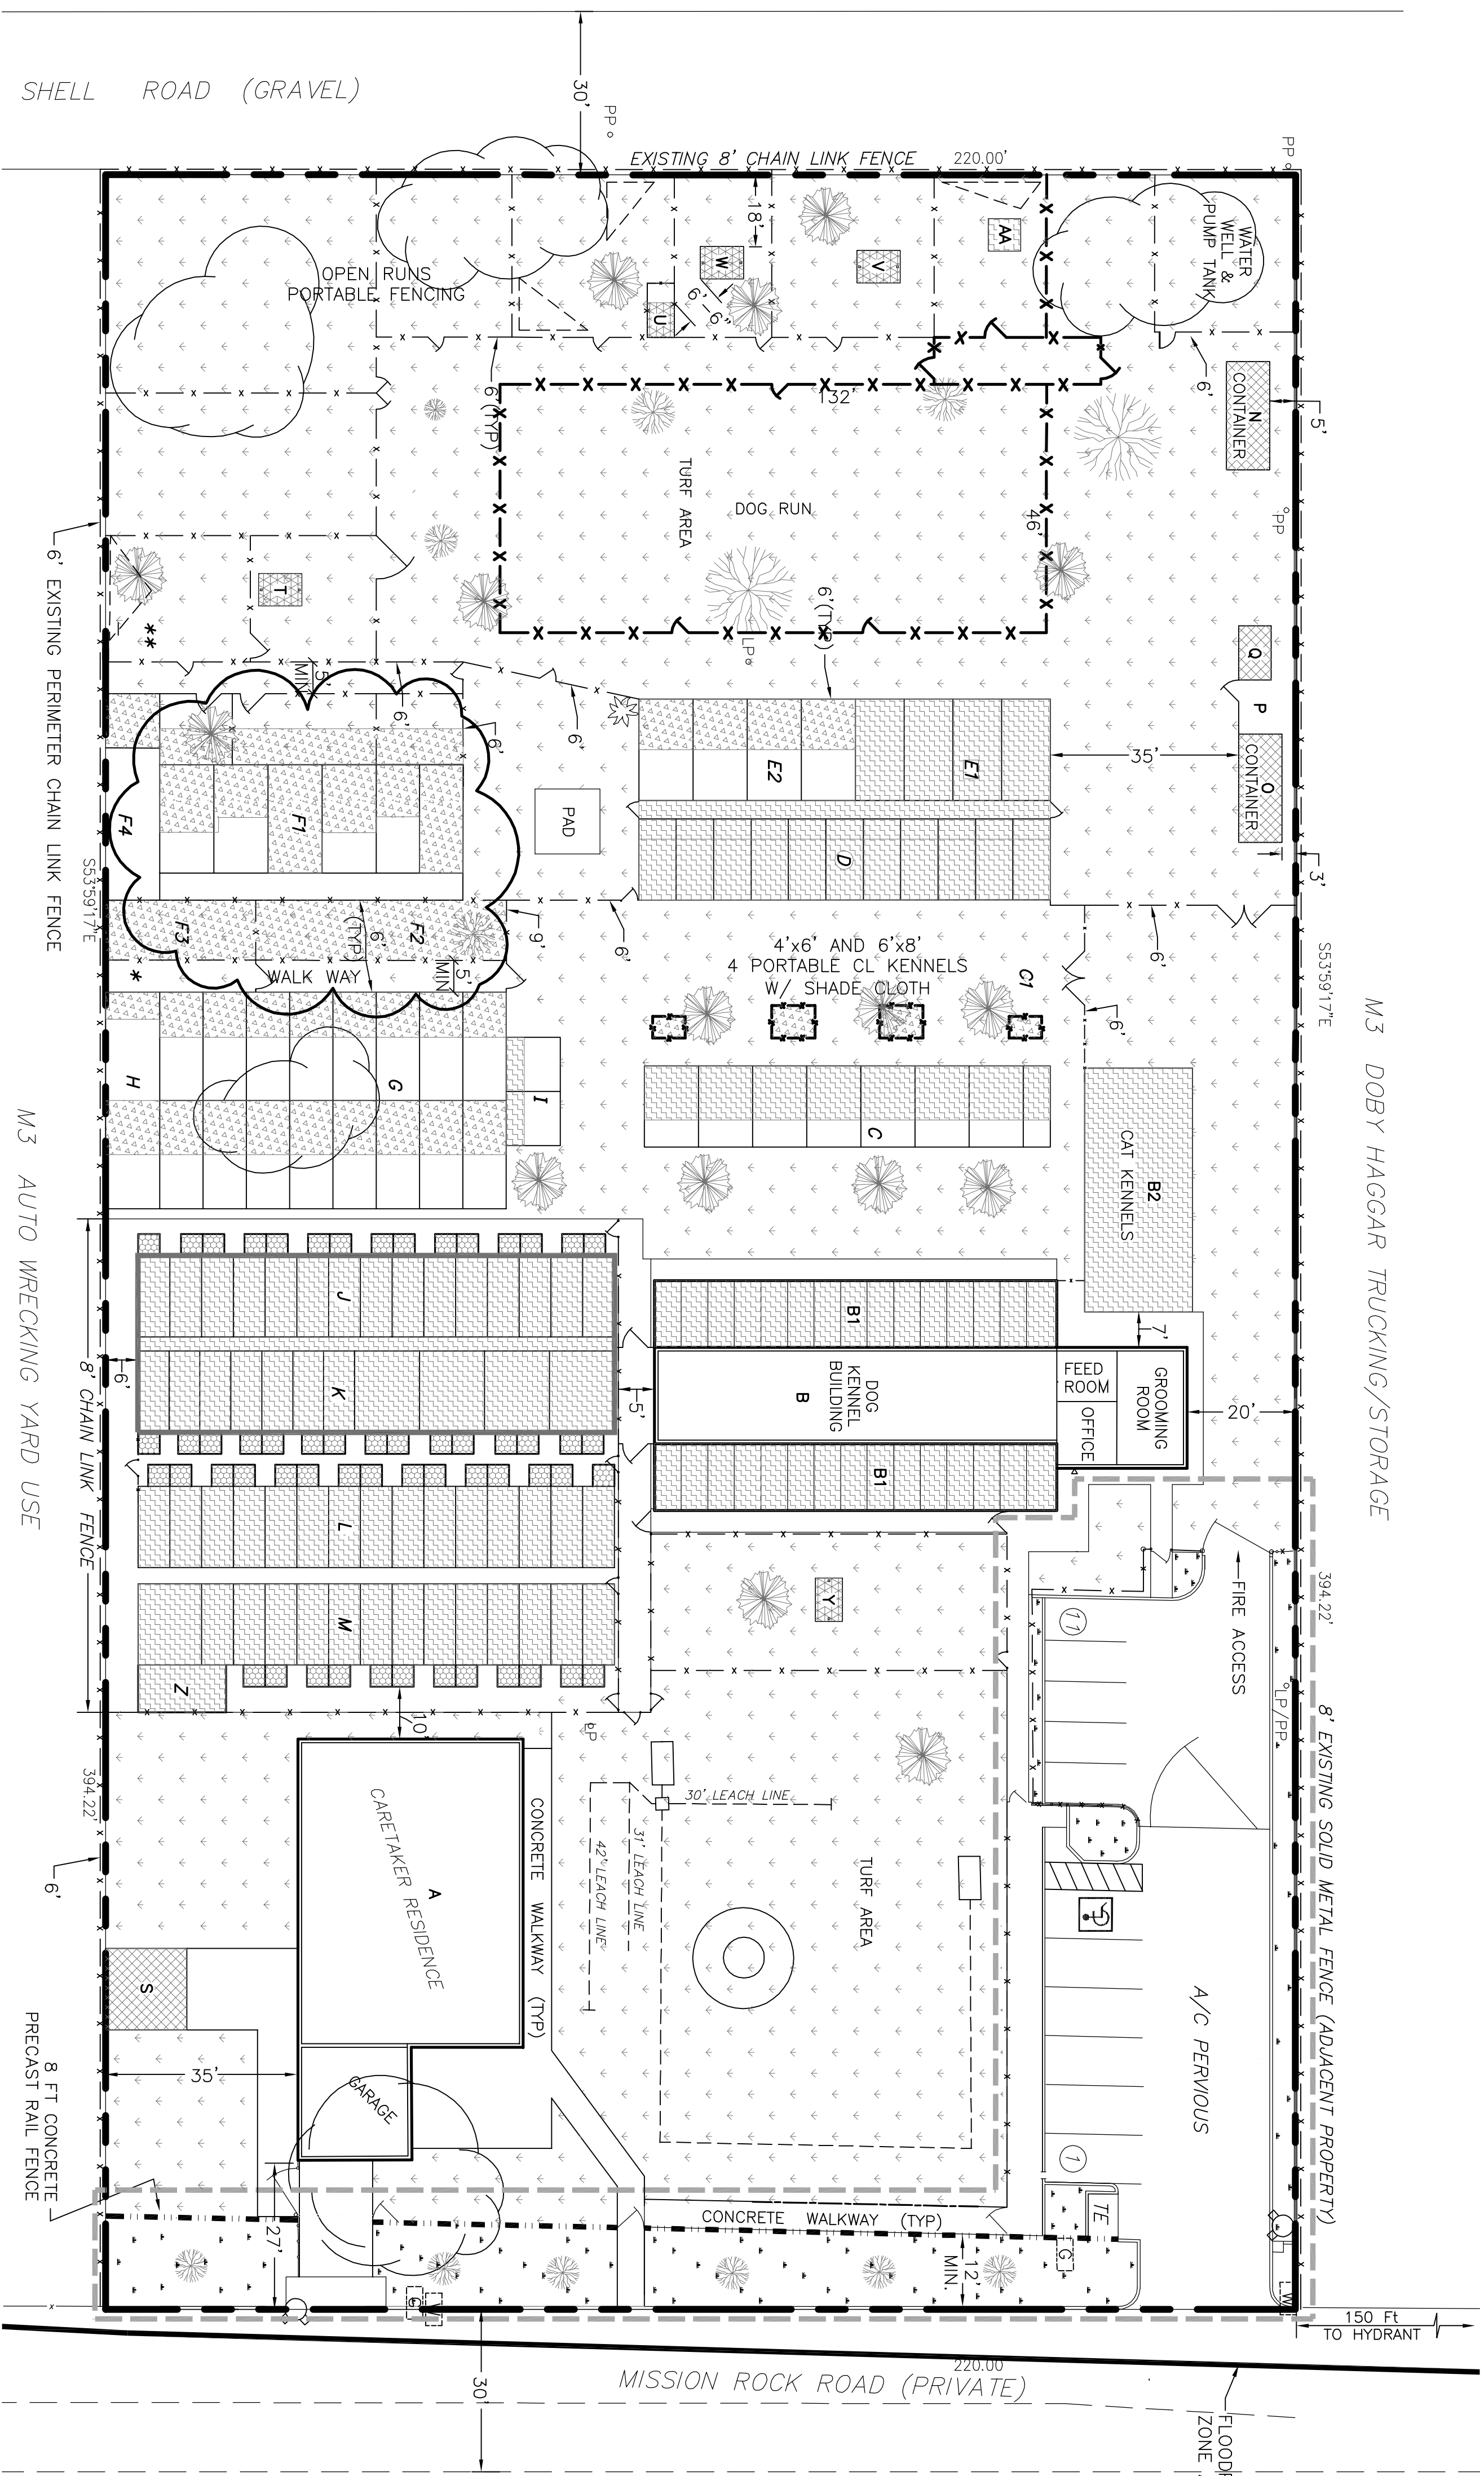 SHELL ROAD (GRAVEL)
30'
PP
PP
EXISTING 8' CHAIN LINK FENCE
220.00'
18'
WATER
WELL &
PUMP TANK
AA
V
W
U
6'-6"
OPEN RUNS
PORTABLE FENCING
6'
N
CONTAINER
5'
132'
6'(TYP)
TURF AREA
DOG RUN
46'
PP
T
6'(TYP)
LP
Q
P
O
CONTAINER
**
5'
MIN
6'
6'
6'
35'
3'
E2
E1
D
PAD
F1
F4
F3
F2
6' EXISTING PERIMETER CHAIN LINK FENCE
S53°59'17"E
S53°59'17"E
9'
6'
6'
*
6'
(TYP)
5'
MIN
WALK WAY
4'x6' AND 6'x8'
4 PORTABLE CL KENNELS
W/ SHADE CLOTH
C1
6'
H
G
I
C
B2
CAT KENNELS
M3 DOBY HAGGAR TRUCKING/STORAGE
M3 AUTO WRECKING YARD USE
8' CHAIN LINK FENCE
6'
J
K
L
M
Z
5'
7'
B1
DOG
KENNEL
BUILDING
B
B1
FEED
ROOM
OFFICE
GROOMING
ROOM
20'
Y
11
FIRE ACCESS
394.22'
8' EXISTING SOLID METAL FENCE (ADJACENT PROPERTY)
LP/PP
10'
LP
394.22'
6'
A
CARETAKER RESIDENCE
CONCRETE WALKWAY (TYP)
30' LEACH LINE
31' LEACH LINE
42' LEACH LINE
TURF AREA
A/C PERVIOUS
S
35'
GARAGE
8 FT CONCRETE
PRECAST RAIL FENCE
27'
1
TE
CONCRETE WALKWAY (TYP)
12'
MIN.
G
G
W
W
150 Ft
TO HYDRANT
220.00
MISSION ROCK ROAD (PRIVATE)
30'
ZONE